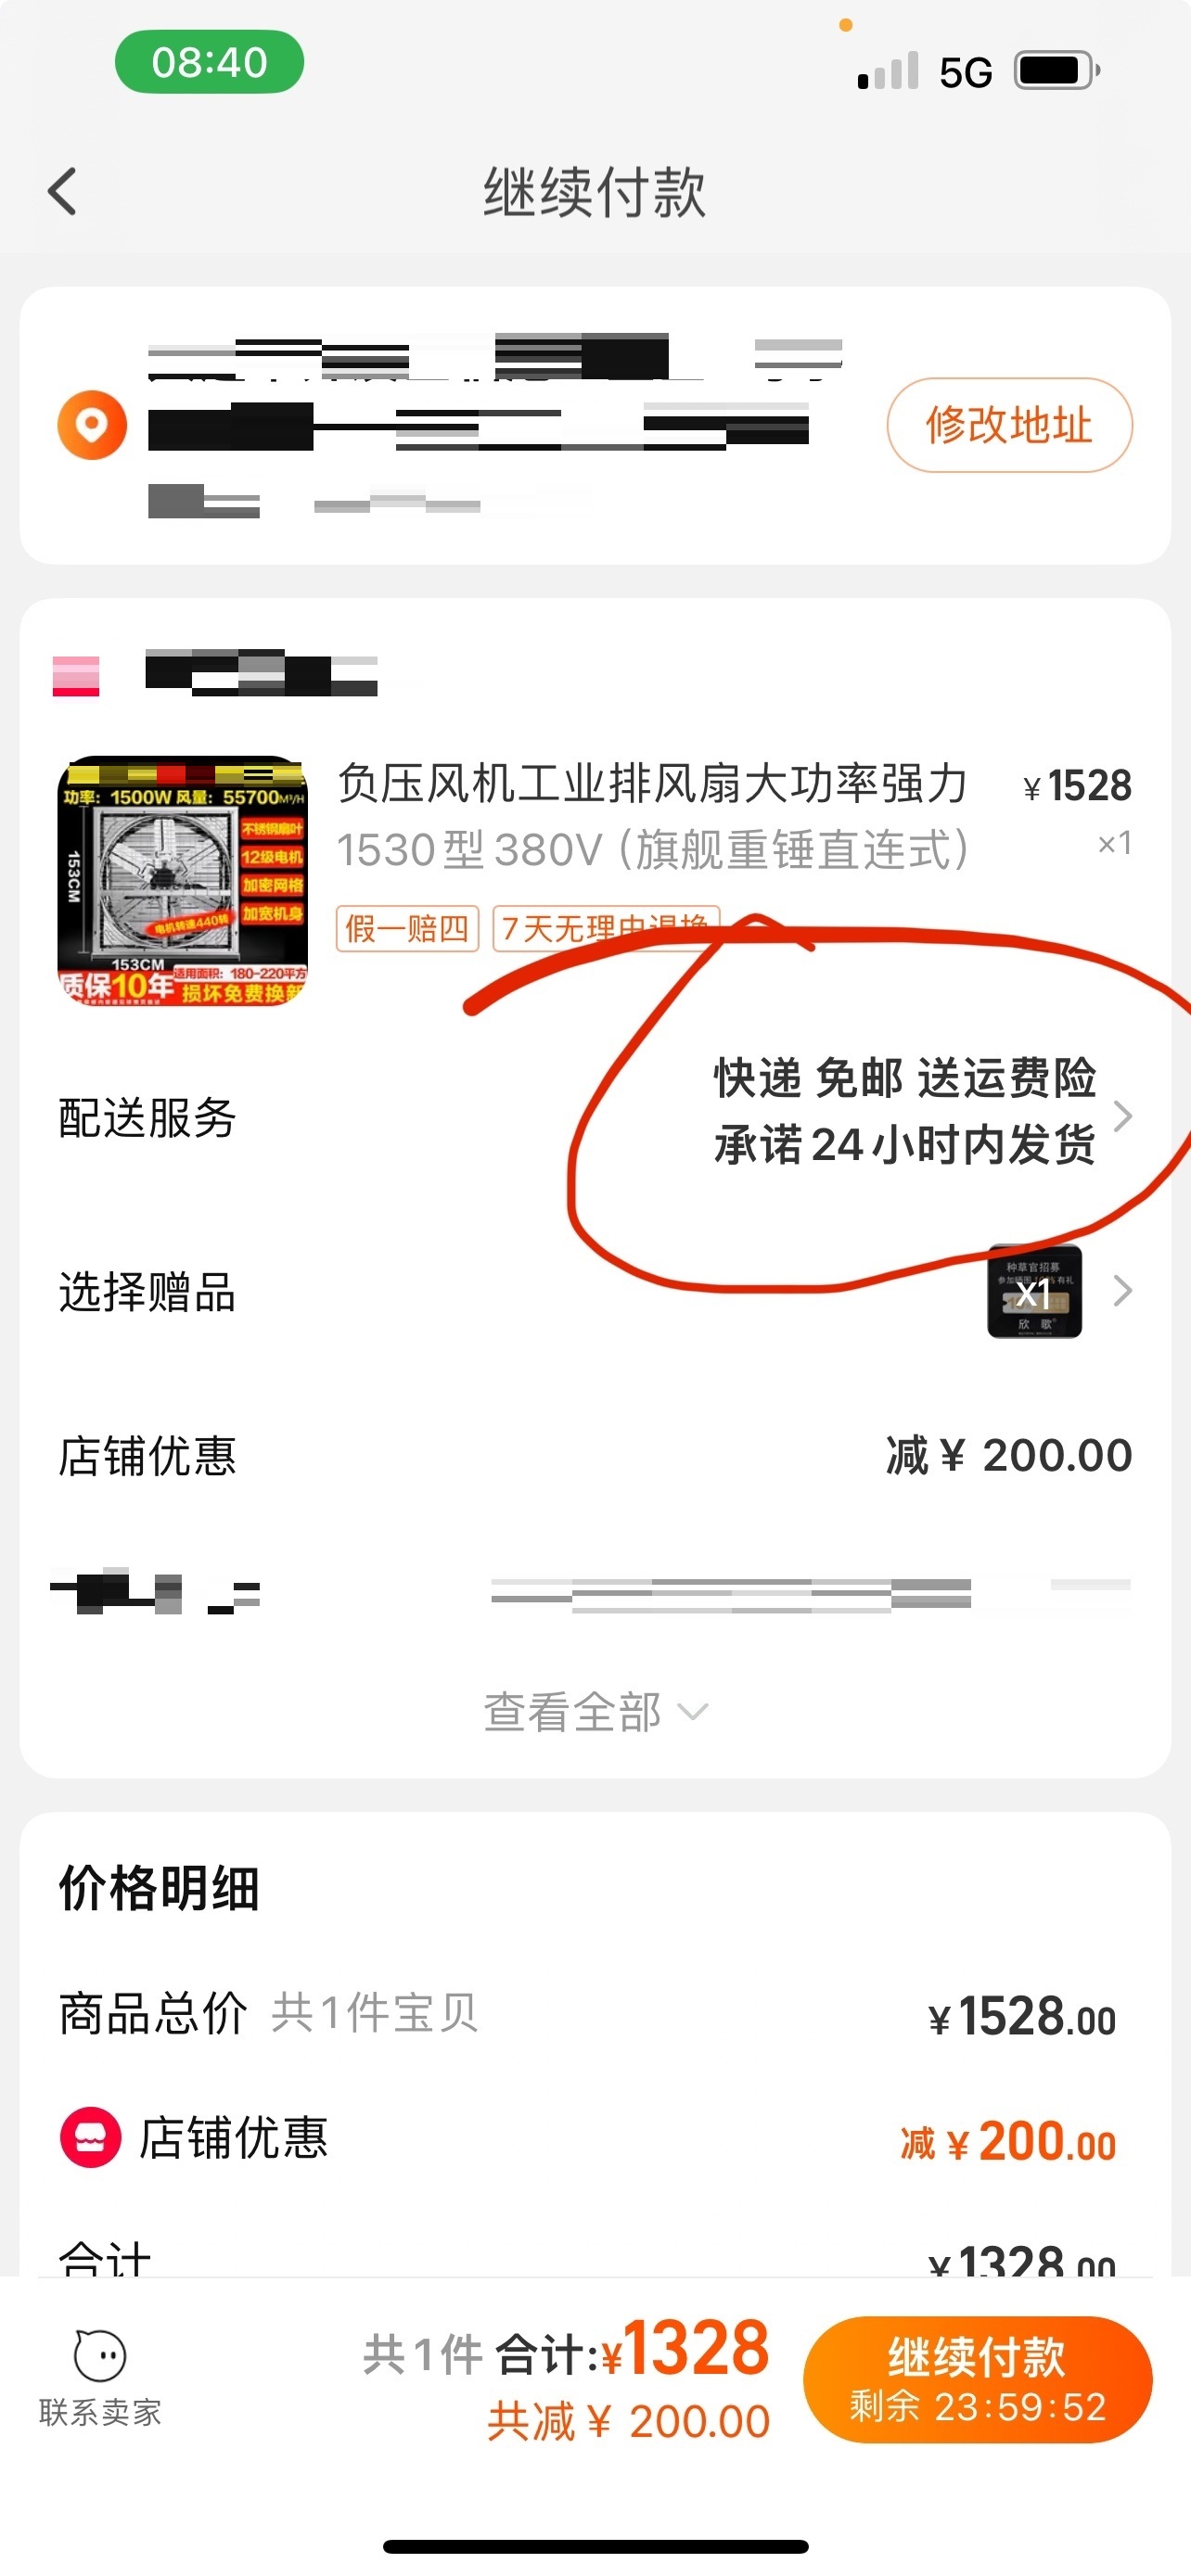 08:40
5G
继续付款
修改地址
功率：1500W 风量：55700M³/H
不锈钢扇叶
12级电机
加密网格
加宽机身
153CM
电机转速440转
153CM
适用面积：180-220平方
质保10年
损坏免费换新
负压风机工业排风扇大功率强力
¥1528
1530型380V（旗舰重锤直连式）
×1
假一赔四
7天无理由退换
配送服务
快递 免邮 送运费险
承诺24小时内发货
选择赠品
种草官招募
x1
欣歌
店铺优惠
减¥ 200.00
查看全部
价格明细
商品总价 共1件宝贝
¥1528.00
店铺优惠
减¥200.00
合计
¥1328.00
联系卖家
共1件 合计:¥1328
共减¥ 200.00
继续付款
剩余 23:59:52